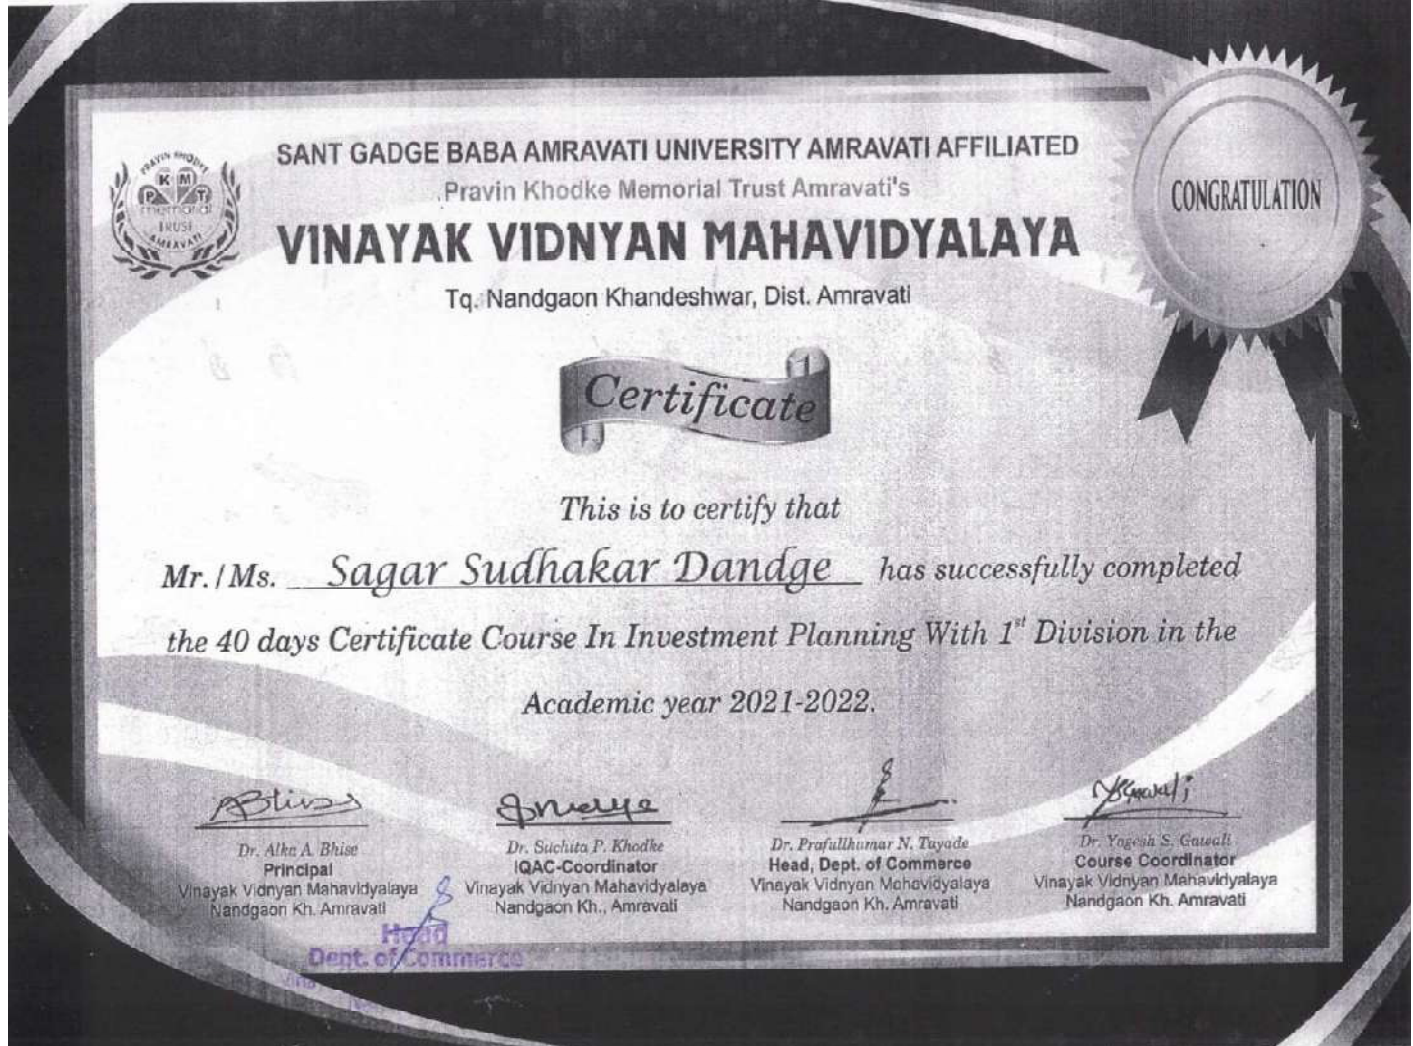 SANT GADGE BABA AMRAVATI UNIVERSITY AMRAVATI AFFILIATED
Pravin Khodke Memorial Trust Amravati's
VINAYAK VIDNYAN MAHAVIDYALAYA
Tq. Nandgaon Khandeshwar, Dist. Amravati
PRAVIN KHODKE
P K M T
memorial
TRUST
AMRAVATI
CONGRATULATION
Certificate
This is to certify that
Mr. / Ms. Sagar Sudhakar Dandge has successfully completed
the 40 days Certificate Course In Investment Planning With 1st Division in the
Academic year 2021-2022.
Dr. Alka A. Bhise
Principal
Vinayak Vidnyan Mahavidyalaya
Nandgaon Kh. Amravati
Dr. Suchita P. Khodke
IQAC-Coordinator
Vinayak Vidnyan Mahavidyalaya
Nandgaon Kh., Amravati
Dr. Prafullkumar N. Tayade
Head, Dept. of Commerce
Vinayak Vidnyan Mahavidyalaya
Nandgaon Kh. Amravati
Dr. Yogesh S. Gawali
Course Coordinator
Vinayak Vidnyan Mahavidyalaya
Nandgaon Kh. Amravati
Head
Dept. of Commerce